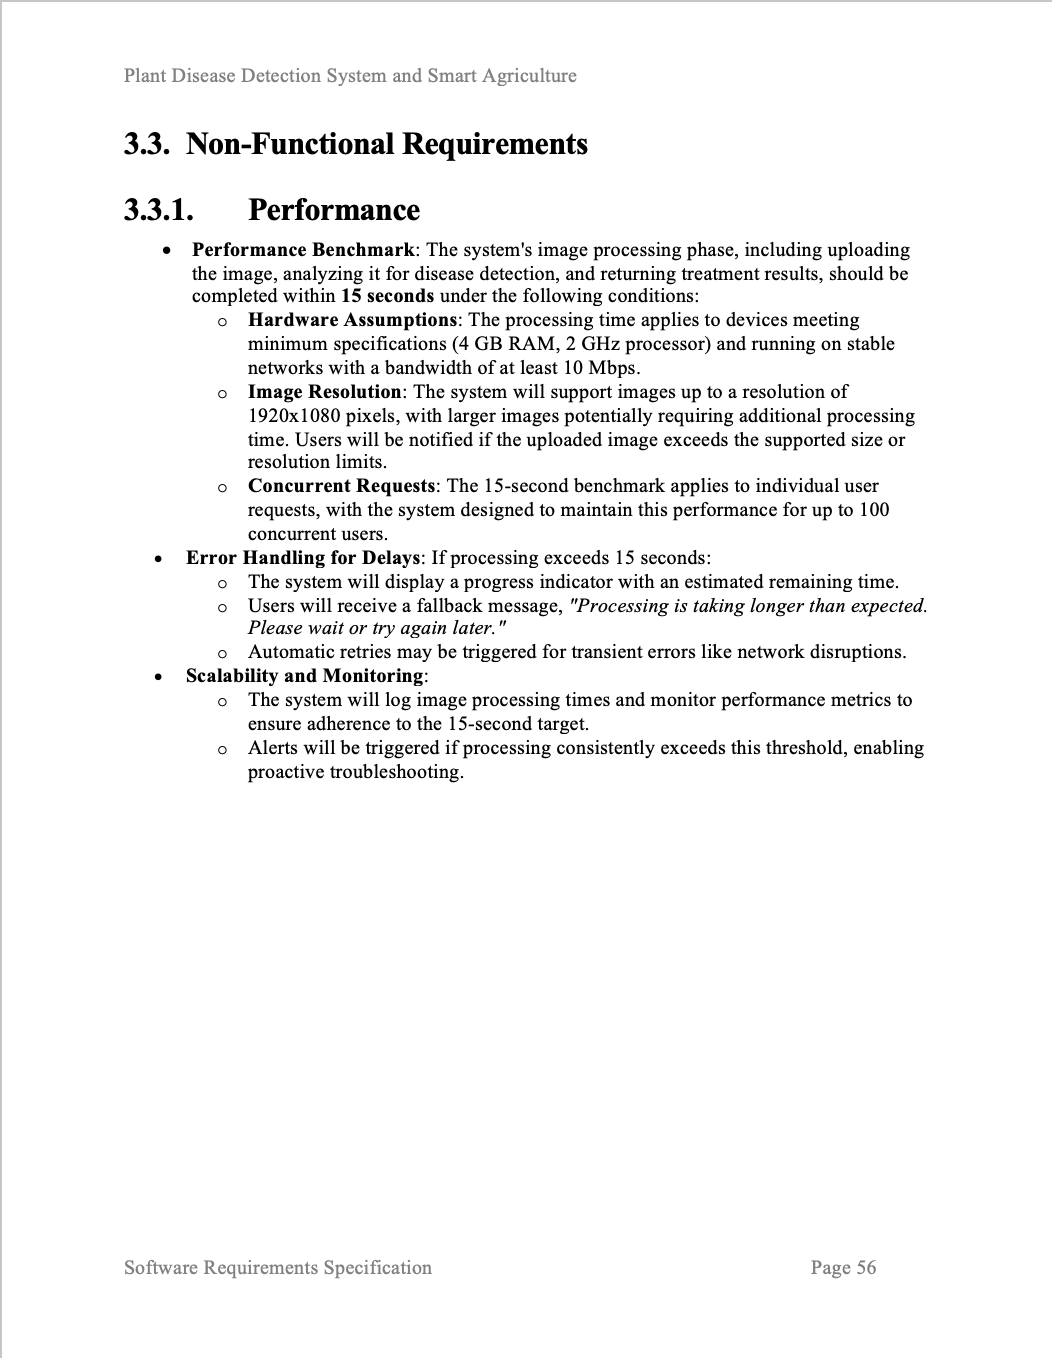 Plant Disease Detection System and Smart Agriculture
3.3. Non-Functional Requirements
3.3.1. Performance
• Performance Benchmark: The system's image processing phase, including uploading
the image, analyzing it for disease detection, and returning treatment results, should be
completed within 15 seconds under the following conditions:
o Hardware Assumptions: The processing time applies to devices meeting
minimum specifications (4 GB RAM, 2 GHz processor) and running on stable
networks with a bandwidth of at least 10 Mbps.
o Image Resolution: The system will support images up to a resolution of
1920x1080 pixels, with larger images potentially requiring additional processing
time. Users will be notified if the uploaded image exceeds the supported size or
resolution limits.
o Concurrent Requests: The 15-second benchmark applies to individual user
requests, with the system designed to maintain this performance for up to 100
concurrent users.
• Error Handling for Delays: If processing exceeds 15 seconds:
o The system will display a progress indicator with an estimated remaining time.
o Users will receive a fallback message, "Processing is taking longer than expected.
Please wait or try again later."
o Automatic retries may be triggered for transient errors like network disruptions.
• Scalability and Monitoring:
o The system will log image processing times and monitor performance metrics to
ensure adherence to the 15-second target.
o Alerts will be triggered if processing consistently exceeds this threshold, enabling
proactive troubleshooting.
Software Requirements Specification Page 56